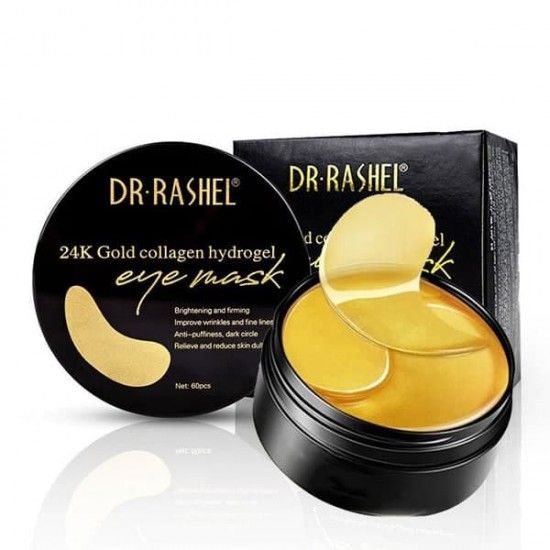 DR·RASHEL®
24K Gold collagen hydrogel
eye mask
Brightening and firming
Improve wrinkles and fine lines
Anti-puffiness, dark circle
Relieve and reduce skin dull
Net: 60pcs
DR·RASHEL®